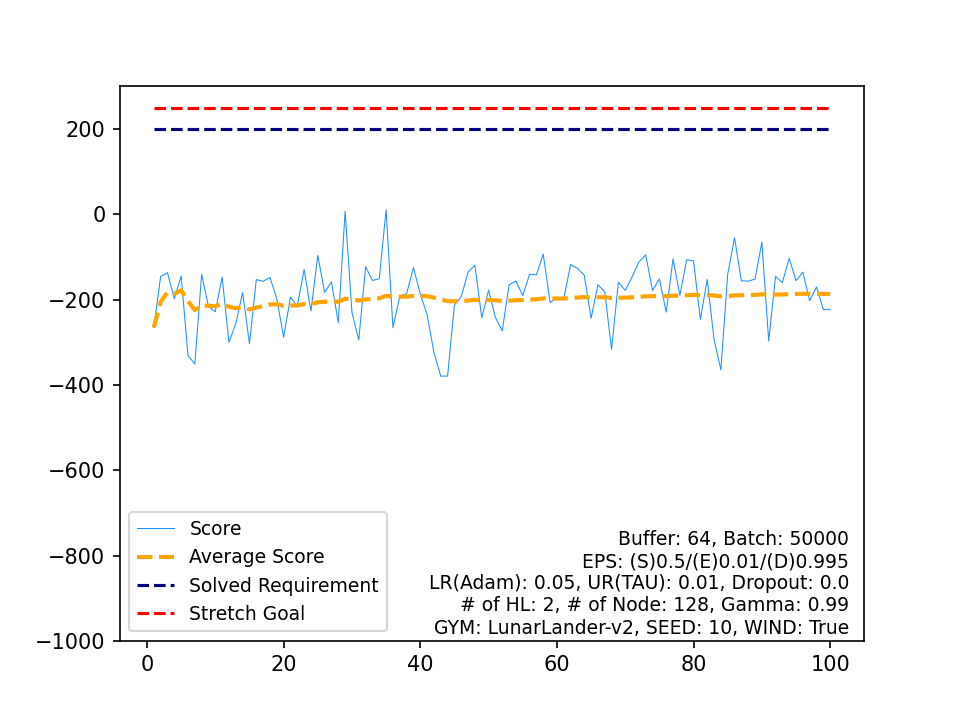 200
0
−200
−400
−600
−800
−1000
0 20 40 60 80 100
Score
Average Score
Solved Requirement
Stretch Goal
Buffer: 64, Batch: 50000
EPS: (S)0.5/(E)0.01/(D)0.995
LR(Adam): 0.05, UR(TAU): 0.01, Dropout: 0.0
# of HL: 2, # of Node: 128, Gamma: 0.99
GYM: LunarLander-v2, SEED: 10, WIND: True